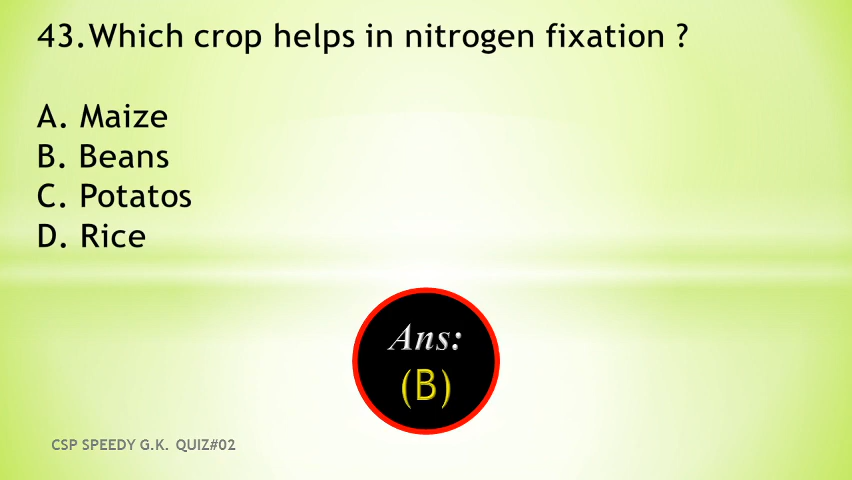 43.Which crop helps in nitrogen fixation ?
A. Maize
B. Beans
C. Potatos
D. Rice
Ans:
(B)
CSP SPEEDY G.K. QUIZ#02